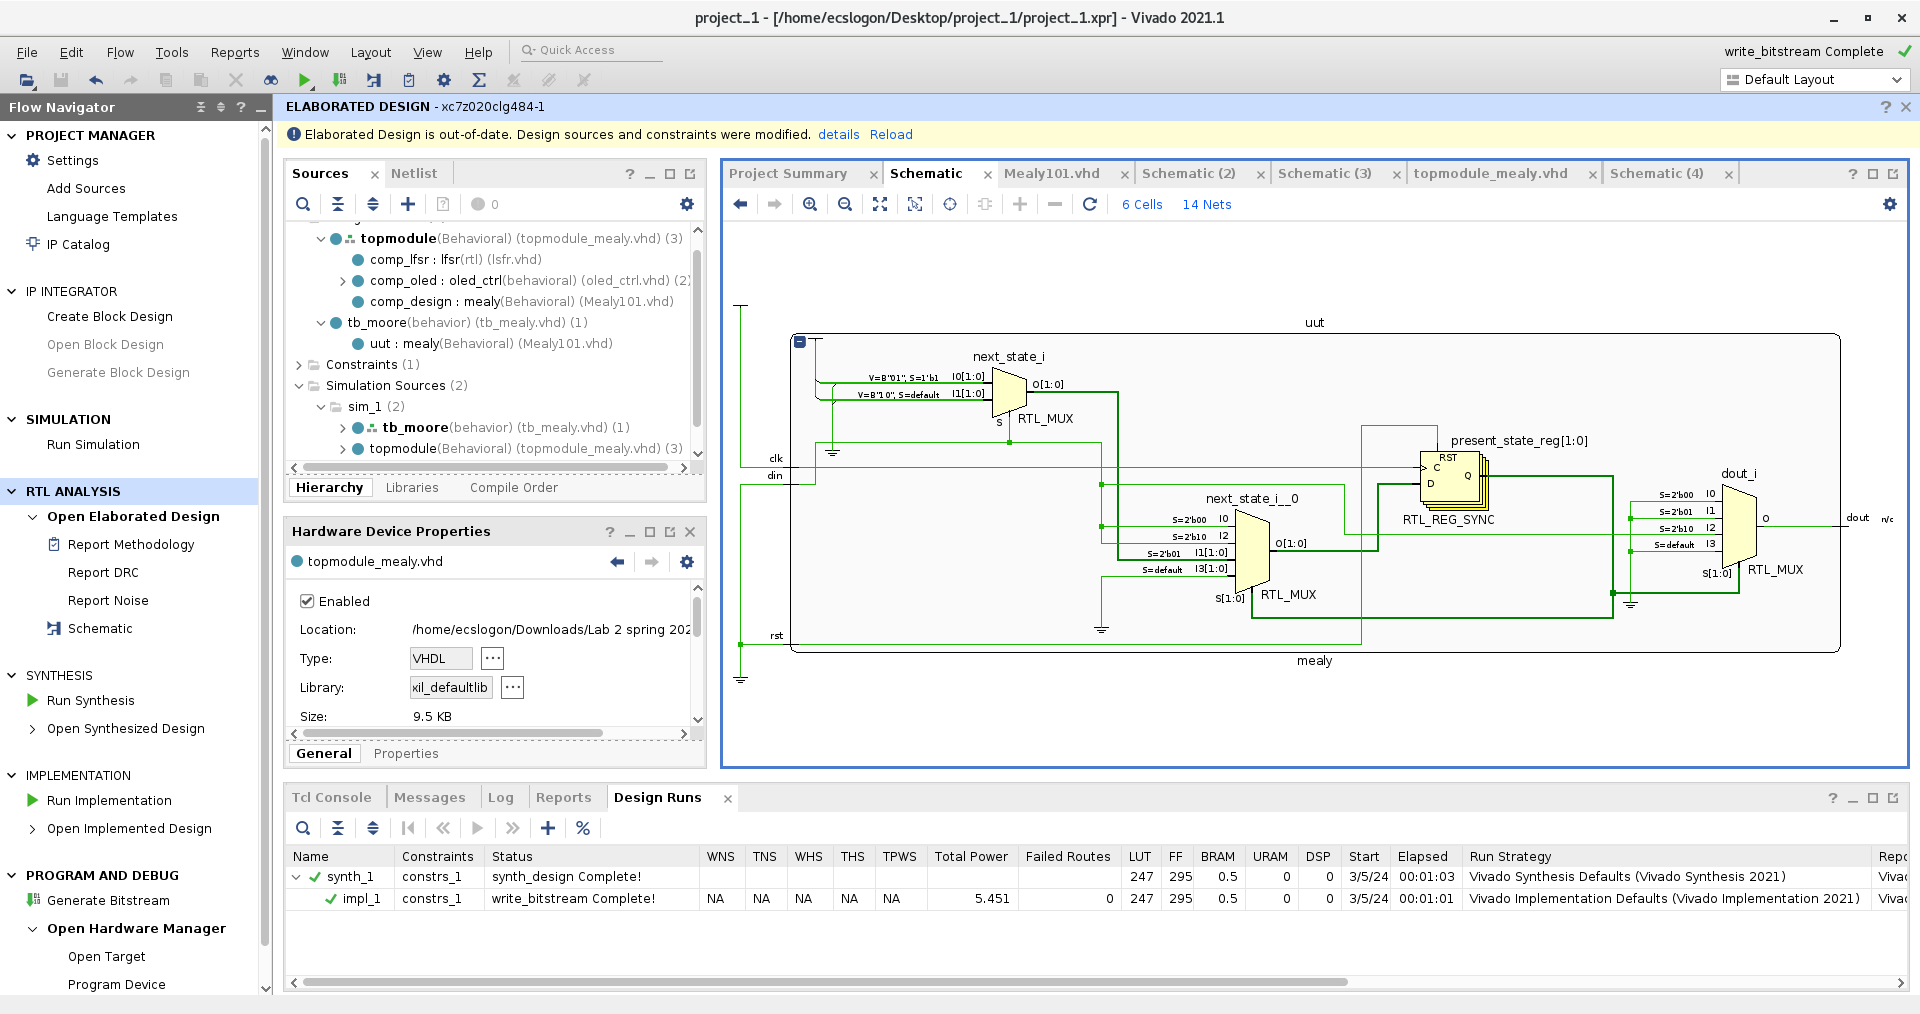 project_1 - [/home/ecslogon/Desktop/project_1/project_1.xpr] - Vivado 2021.1
File Edit Flow Tools Reports Window Layout View Help Quick Access
write_bitstream Complete
Default Layout
Flow Navigator
PROJECT MANAGER
Settings
Add Sources
Language Templates
IP Catalog
IP INTEGRATOR
Create Block Design
Open Block Design
Generate Block Design
SIMULATION
Run Simulation
RTL ANALYSIS
Open Elaborated Design
Report Methodology
Report DRC
Report Noise
Schematic
SYNTHESIS
Run Synthesis
Open Synthesized Design
IMPLEMENTATION
Run Implementation
Open Implemented Design
PROGRAM AND DEBUG
Generate Bitstream
Open Hardware Manager
Open Target
Program Device
ELABORATED DESIGN - xc7z020clg484-1
Elaborated Design is out-of-date. Design sources and constraints were modified. details Reload
Sources Netlist
0
topmodule(Behavioral) (topmodule_mealy.vhd) (3)
comp_lfsr : lfsr(rtl) (lsfr.vhd)
comp_oled : oled_ctrl(behavioral) (oled_ctrl.vhd) (2)
comp_design : mealy(Behavioral) (Mealy101.vhd)
tb_moore(behavior) (tb_mealy.vhd) (1)
uut : mealy(Behavioral) (Mealy101.vhd)
Constraints (1)
Simulation Sources (2)
sim_1 (2)
tb_moore(behavior) (tb_mealy.vhd) (1)
topmodule(Behavioral) (topmodule_mealy.vhd) (3)
Hierarchy Libraries Compile Order
Hardware Device Properties
topmodule_mealy.vhd
Enabled
Location: /home/ecslogon/Downloads/Lab 2 spring 202
Type: VHDL
Library: xil_defaultlib
Size: 9.5 KB
General Properties
Project Summary Schematic Mealy101.vhd Schematic (2) Schematic (3) topmodule_mealy.vhd Schematic (4)
6 Cells 14 Nets
uut
next_state_i
V=B"01", S=1'b1 I0[1:0]
V=B"10", S=default I1[1:0]
O[1:0]
S
RTL_MUX
clk
din
rst
next_state_i__0
S=2'b00 I0
S=2'b10 I2
S=2'b01 I1[1:0]
S=default I3[1:0]
O[1:0]
S[1:0]
RTL_MUX
present_state_reg[1:0]
RST
C
D
Q
RTL_REG_SYNC
dout_i
S=2'b00 I0
S=2'b01 I1
S=2'b10 I2
S=default I3
O
S[1:0]
RTL_MUX
dout n/c
mealy
Tcl Console Messages Log Reports Design Runs
Name Constraints Status WNS TNS WHS THS TPWS Total Power Failed Routes LUT FF BRAM URAM DSP Start Elapsed Run Strategy Repo
synth_1 constrs_1 synth_design Complete! 247 295 0.5 0 0 3/5/24 00:01:03 Vivado Synthesis Defaults (Vivado Synthesis 2021) Vivad
impl_1 constrs_1 write_bitstream Complete! NA NA NA NA NA 5.451 0 247 295 0.5 0 0 3/5/24 00:01:01 Vivado Implementation Defaults (Vivado Implementation 2021) Vivad